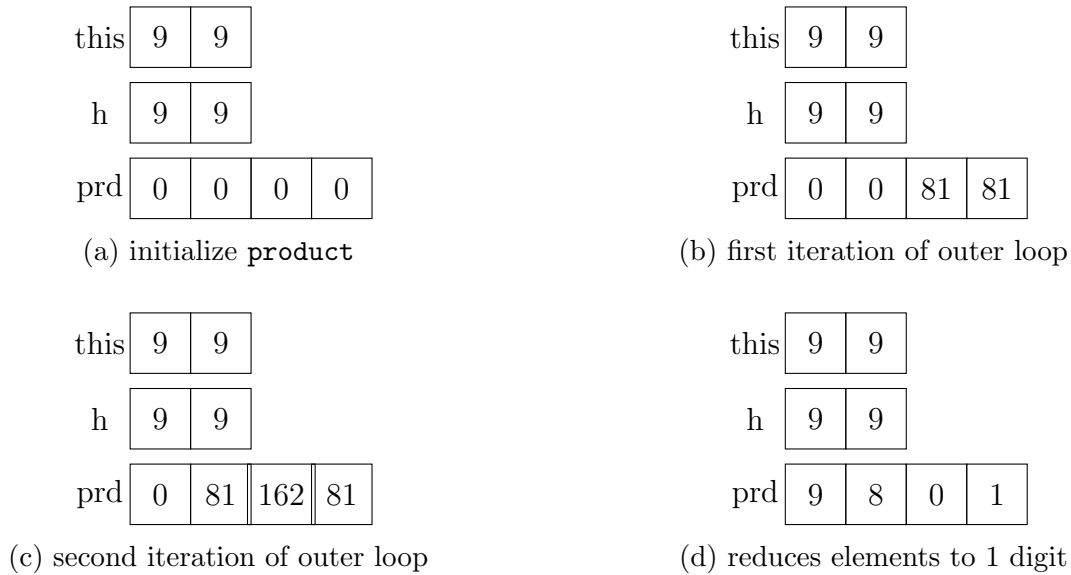 this 9 9
h 9 9
prd 0 0 0 0
(a) initialize product
this 9 9
h 9 9
prd 0 0 81 81
(b) first iteration of outer loop
this 9 9
h 9 9
prd 0 81 162 81
(c) second iteration of outer loop
this 9 9
h 9 9
prd 9 8 0 1
(d) reduces elements to 1 digit